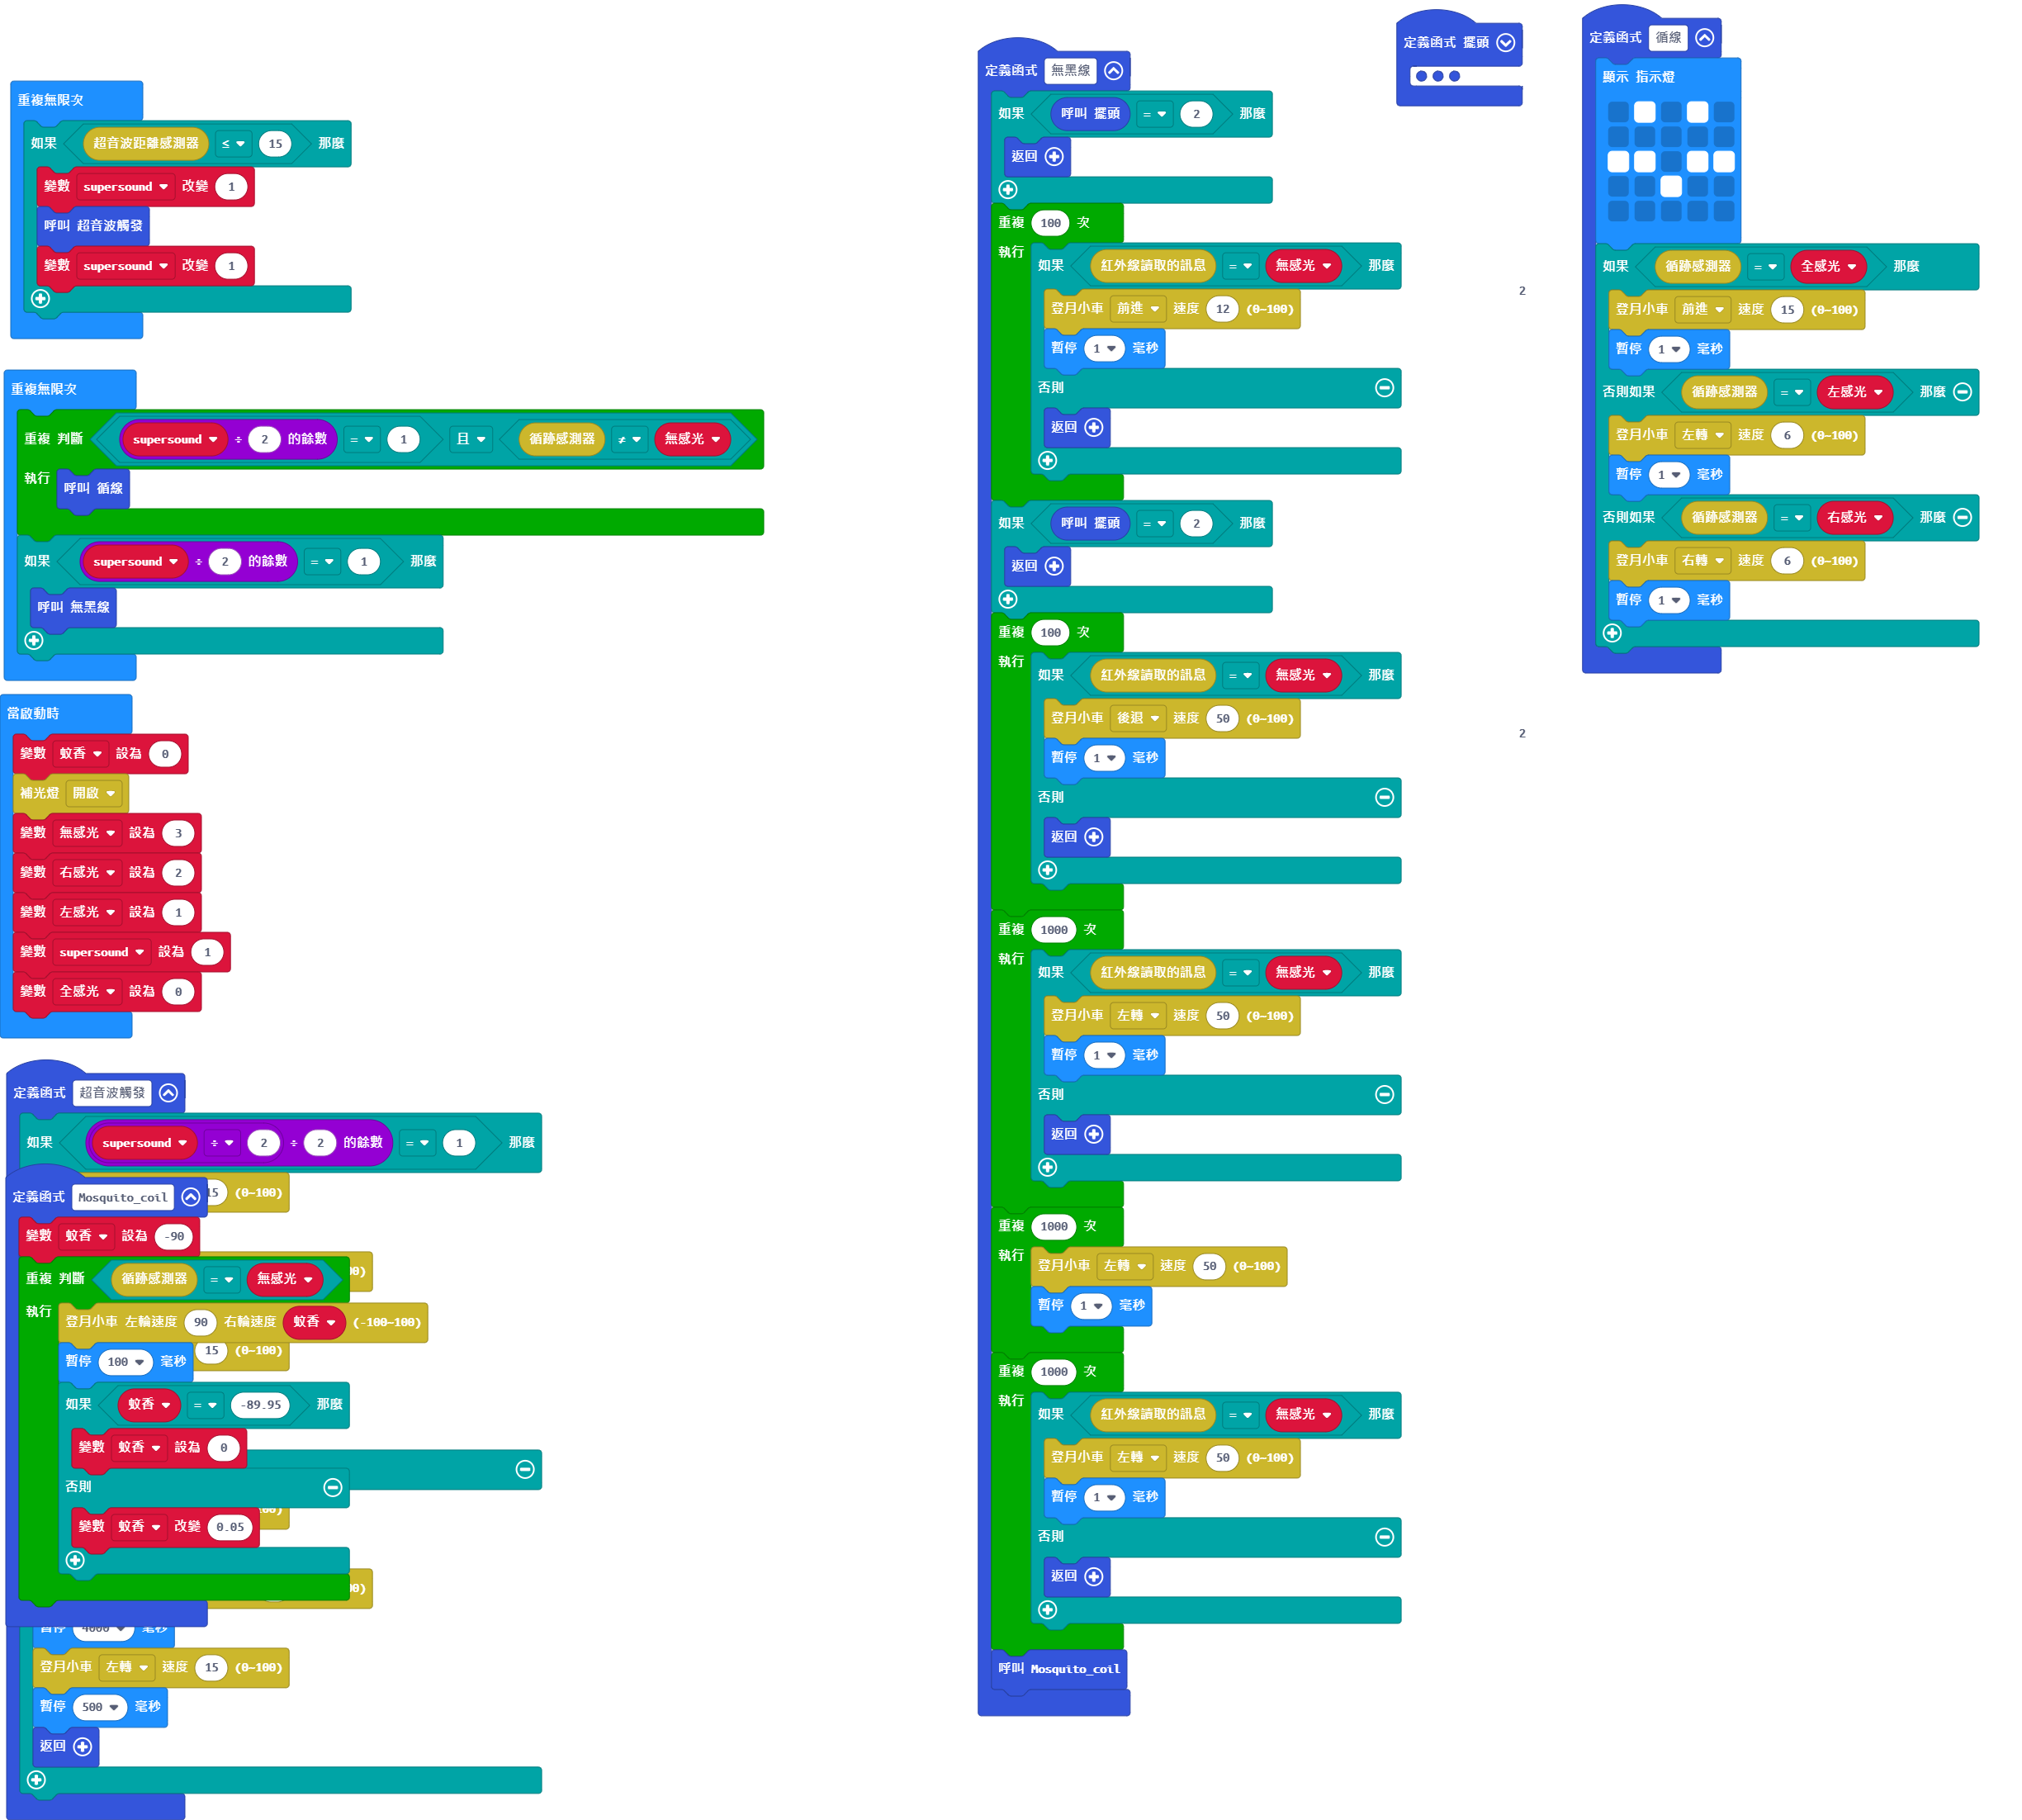 重複無限次
如果 超音波距離感測器 ≤ 15 那麼
變數 supersound 改變 1
呼叫 超音波觸發
變數 supersound 改變 1
重複無限次
重複 判斷 supersound ÷ 2 的餘數 = 1 且 循跡感測器 ≠ 無感光
執行 呼叫 循線
如果 supersound ÷ 2 的餘數 = 1 那麼
呼叫 無黑線
當啟動時
變數 蚊香 設為 0
補光燈 開啟
變數 無感光 設為 3
變數 右感光 設為 2
變數 左感光 設為 1
變數 supersound 設為 1
變數 全感光 設為 0
定義函式 超音波觸發
如果 supersound ÷ 2 ÷ 2 的餘數 = 1 那麼
15 (0-100)
定義函式 Mosquito_coil
變數 蚊香 設為 -90
重複 判斷 循跡感測器 = 無感光
執行 登月小車 左輪速度 90 右輪速度 蚊香 (-100-100)
暫停 100 毫秒
15 (0-100)
如果 蚊香 = -89.95 那麼
變數 蚊香 設為 0
否則
變數 蚊香 改變 0.05
暫停 4000 毫秒
登月小車 左轉 速度 15 (0-100)
暫停 500 毫秒
返回
定義函式 無黑線
如果 呼叫 擺頭 = 2 那麼
返回
重複 100 次
執行 如果 紅外線讀取的訊息 = 無感光 那麼
登月小車 前進 速度 12 (0-100)
暫停 1 毫秒
否則
返回
如果 呼叫 擺頭 = 2 那麼
返回
重複 100 次
執行 如果 紅外線讀取的訊息 = 無感光 那麼
登月小車 後退 速度 50 (0-100)
暫停 1 毫秒
否則
返回
重複 1000 次
執行 如果 紅外線讀取的訊息 = 無感光 那麼
登月小車 左轉 速度 50 (0-100)
暫停 1 毫秒
否則
返回
重複 1000 次
執行 登月小車 左轉 速度 50 (0-100)
暫停 1 毫秒
重複 1000 次
執行 如果 紅外線讀取的訊息 = 無感光 那麼
登月小車 左轉 速度 50 (0-100)
暫停 1 毫秒
否則
返回
呼叫 Mosquito_coil
定義函式 擺頭
2
2
定義函式 循線
顯示 指示燈
如果 循跡感測器 = 全感光 那麼
登月小車 前進 速度 15 (0-100)
暫停 1 毫秒
否則如果 循跡感測器 = 左感光 那麼
登月小車 左轉 速度 6 (0-100)
暫停 1 毫秒
否則如果 循跡感測器 = 右感光 那麼
登月小車 右轉 速度 6 (0-100)
暫停 1 毫秒